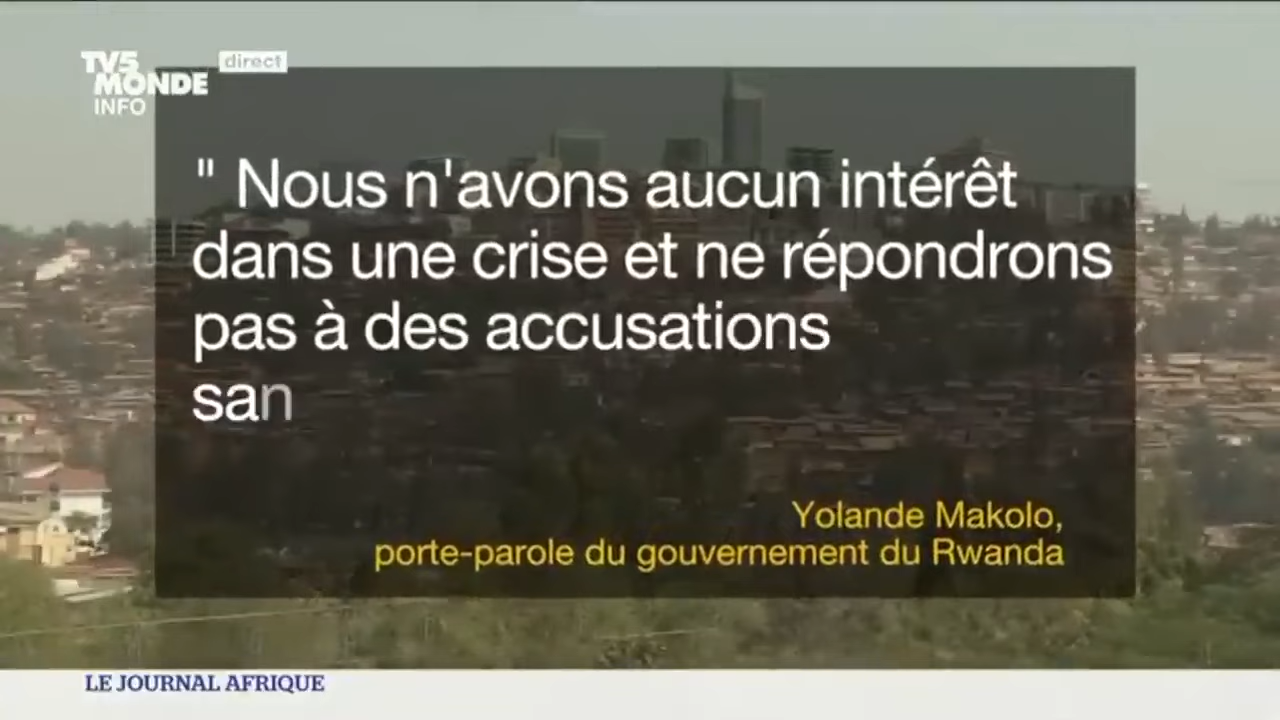 TV5
MONDE
INFO
direct
" Nous n'avons aucun intérêt
dans une crise et ne répondrons
pas à des accusations
san
Yolande Makolo,
porte-parole du gouvernement du Rwanda
LE JOURNAL AFRIQUE